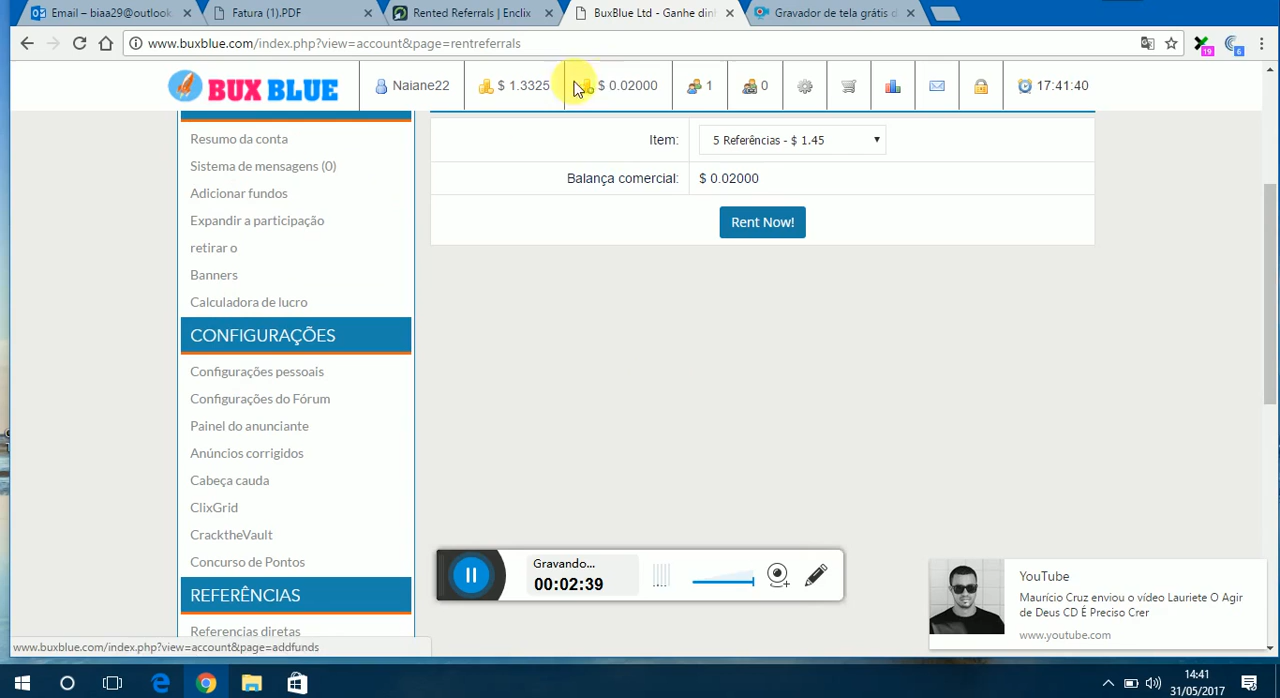 Email – biaa29@outlook
Fatura (1).PDF
Rented Referrals | Enclix
BuxBlue Ltd - Ganhe dinh
Gravador de tela grátis d
www.buxblue.com/index.php?view=account&page=rentreferrals
19
6
BUX BLUE
Naiane22
$ 1.3325
$ 0.02000
1
0
17:41:40
Resumo da conta
Sistema de mensagens (0)
Adicionar fundos
Expandir a participação
retirar o
Banners
Calculadora de lucro
CONFIGURAÇÕES
Configurações pessoais
Configurações do Fórum
Painel do anunciante
Anúncios corrigidos
Cabeça cauda
ClixGrid
CracktheVault
Concurso de Pontos
REFERÊNCIAS
Referencias diretas
Item:
5 Referências - $ 1.45
Balança comercial:
$ 0.02000
Rent Now!
Gravando...
00:02:39
YouTube
Maurício Cruz enviou o vídeo Lauriete O Agir
de Deus CD É Preciso Crer
www.youtube.com
www.buxblue.com/index.php?view=account&page=addfunds
14:41
31/05/2017